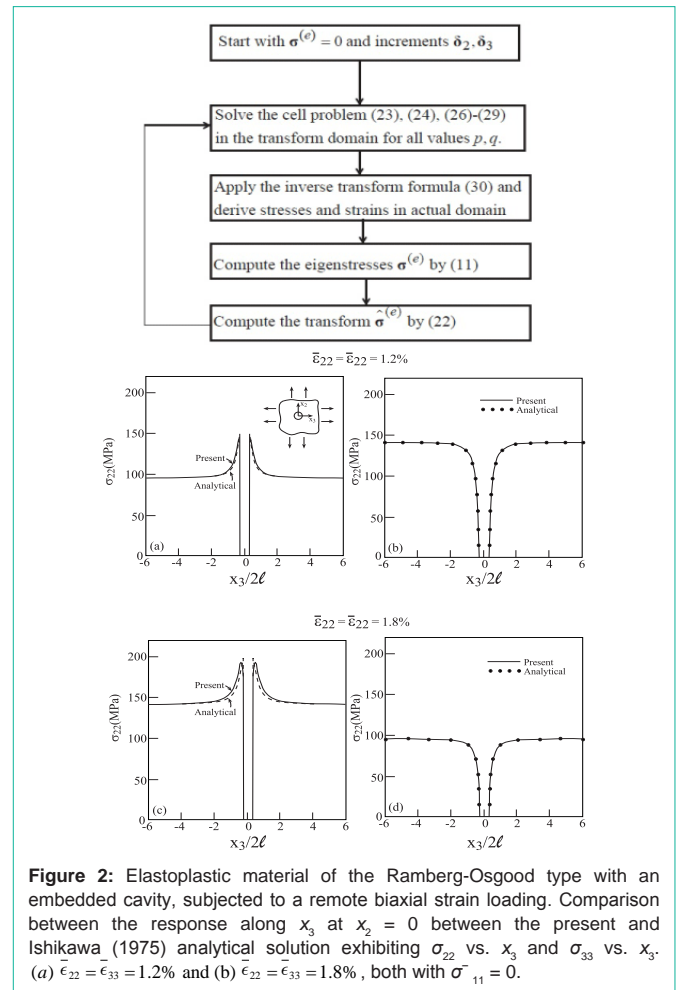 Start with σ^(e) = 0 and increments δ₂, δ₃
Solve the cell problem (23), (24), (26)-(29)
in the transform domain for all values p, q.
Apply the inverse transform formula (30) and
derive stresses and strains in actual domain
Compute the eigenstresses σ^(e) by (11)
Compute the transform σ̂^(e) by (22)
ε̄22 = ε̄22 = 1.2%
200
150
100
50
0
σ22(MPa)
x2
x3
Present
Analytical
(a)
-6 -4 -2 0 2 4 6
x3/2ℓ
200
150
100
50
0
σ22(MPa)
Present
Analytical
(b)
-6 -4 -2 0 2 4 6
x3/2ℓ
ε̄22 = ε̄22 = 1.8%
200
150
100
50
0
σ22(MPa)
Present
Analytical
(c)
-6 -4 -2 0 2 4 6
x3/2ℓ
200
150
100
50
0
σ22(MPa)
Present
Analytical
(d)
-6 -4 -2 0 2 4 6
x3/2ℓ
Figure 2: Elastoplastic material of the Ramberg-Osgood type with an
embedded cavity, subjected to a remote biaxial strain loading. Comparison
between the response along x3 at x2 = 0 between the present and
Ishikawa (1975) analytical solution exhibiting σ22 vs. x3 and σ33 vs. x3.
(a) ε̄22 = ε̄33 = 1.2% and (b) ε̄22 = ε̄33 = 1.8% , both with σ¯11 = 0.